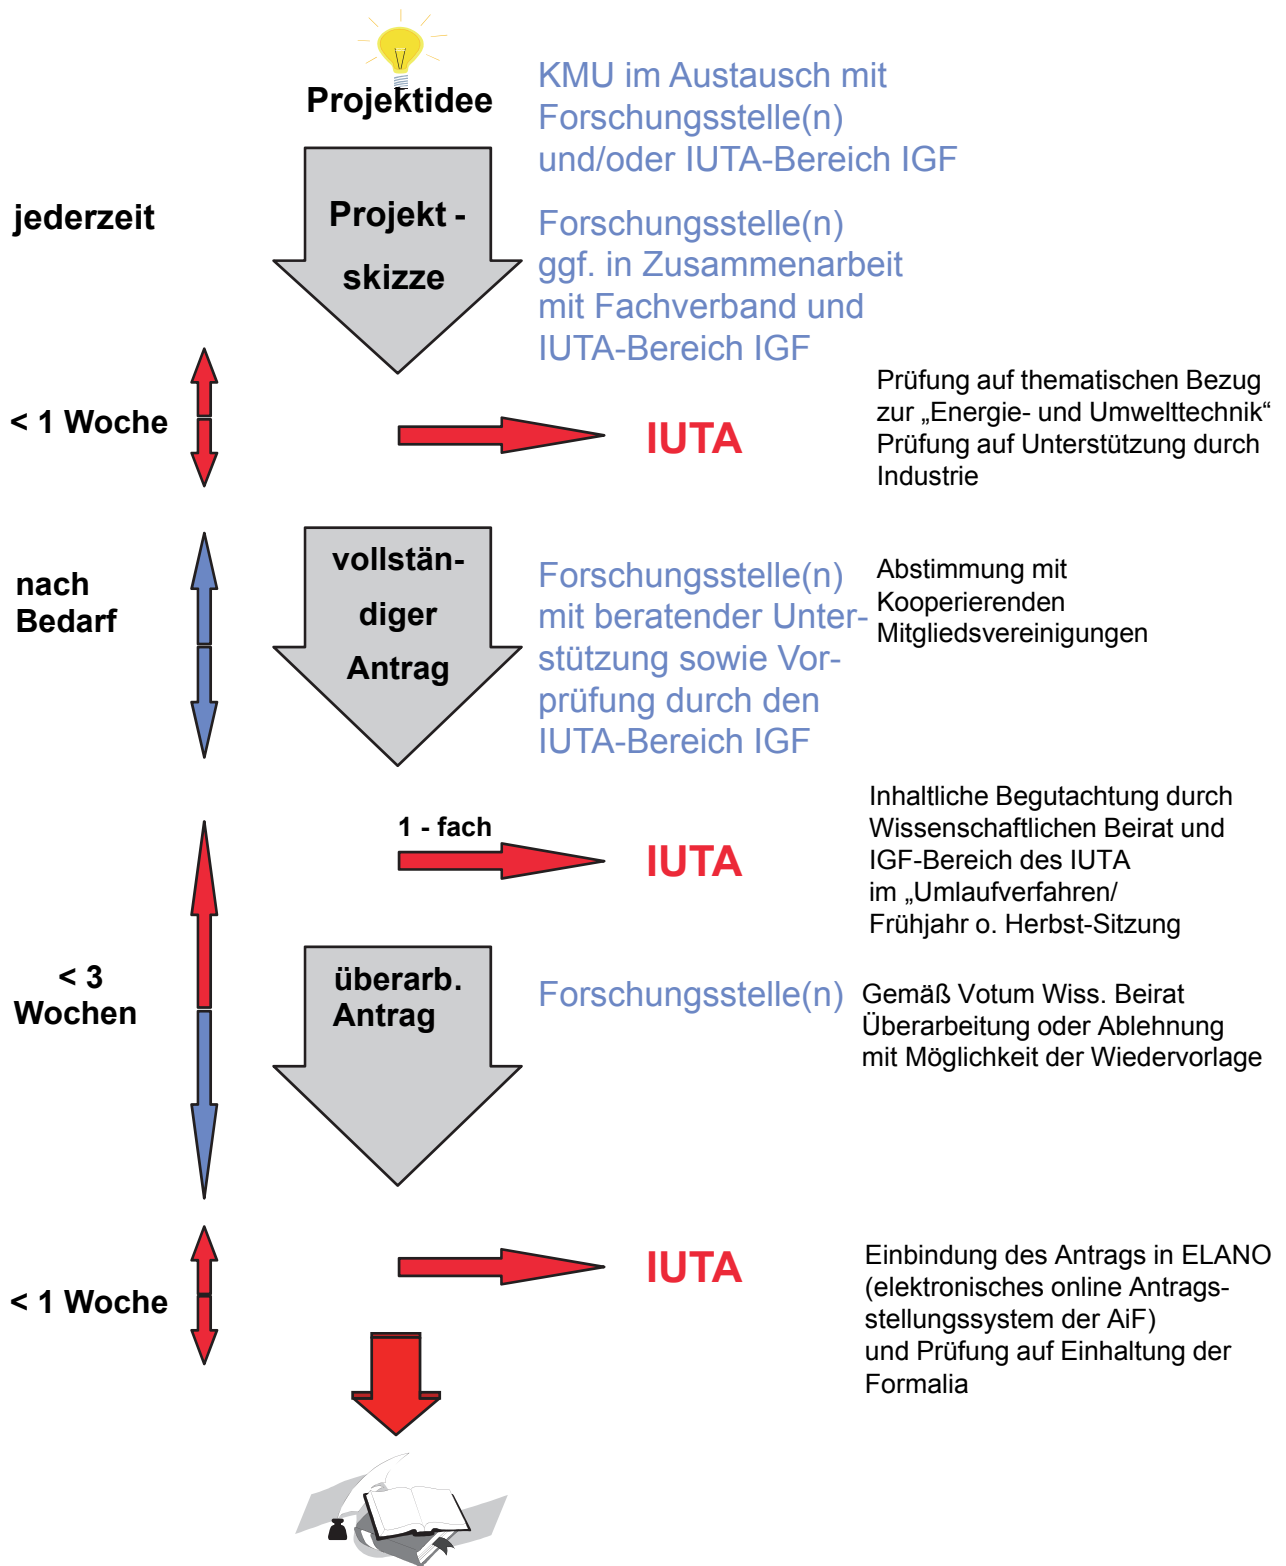 Projektidee
KMU im Austausch mit
Forschungsstelle(n)
und/oder IUTA-Bereich IGF
jederzeit
Projekt -
skizze
Forschungsstelle(n)
ggf. in Zusammenarbeit
mit Fachverband und
IUTA-Bereich IGF
< 1 Woche
IUTA
Prüfung auf thematischen Bezug
zur „Energie- und Umwelttechnik“
Prüfung auf Unterstützung durch
Industrie
nach
Bedarf
vollstän-
diger
Antrag
Forschungsstelle(n)
mit beratender Unter-
stützung sowie Vor-
prüfung durch den
IUTA-Bereich IGF
Abstimmung mit
Kooperierenden
Mitgliedsvereinigungen
1 - fach
IUTA
Inhaltliche Begutachtung durch
Wissenschaftlichen Beirat und
IGF-Bereich des IUTA
im „Umlaufverfahren/
Frühjahr o. Herbst-Sitzung
< 3
Wochen
überarb.
Antrag
Forschungsstelle(n)
Gemäß Votum Wiss. Beirat
Überarbeitung oder Ablehnung
mit Möglichkeit der Wiedervorlage
< 1 Woche
IUTA
Einbindung des Antrags in ELANO
(elektronisches online Antrags-
stellungssystem der AiF)
und Prüfung auf Einhaltung der
Formalia